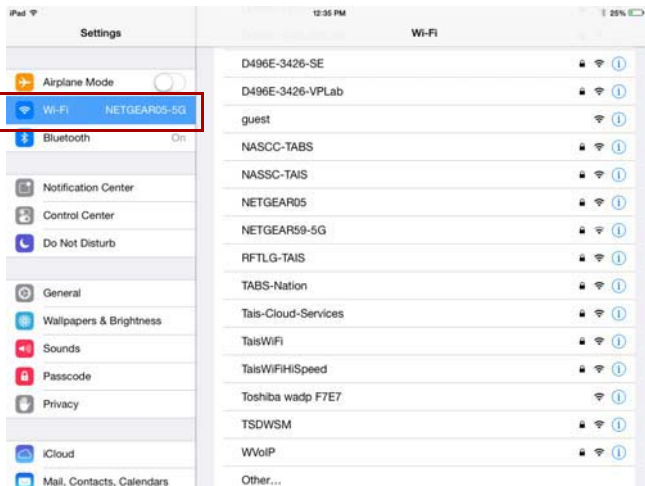 iPad 12:35 PM 25%
Settings
Wi-Fi
Airplane Mode
Wi-Fi NETGEAR05-5G
Bluetooth On
Notification Center
Control Center
Do Not Disturb
General
Wallpapers & Brightness
Sounds
Passcode
Privacy
iCloud
Mail, Contacts, Calendars
D496E-3426-SE
D496E-3426-VPLab
guest
NASCC-TABS
NASSC-TAIS
NETGEAR05
NETGEAR59-5G
RFTLG-TAIS
TABS-Nation
Tais-Cloud-Services
TaisWiFi
TaisWiFiHiSpeed
Toshiba wadp F7E7
TSDWSM
WVoIP
Other...